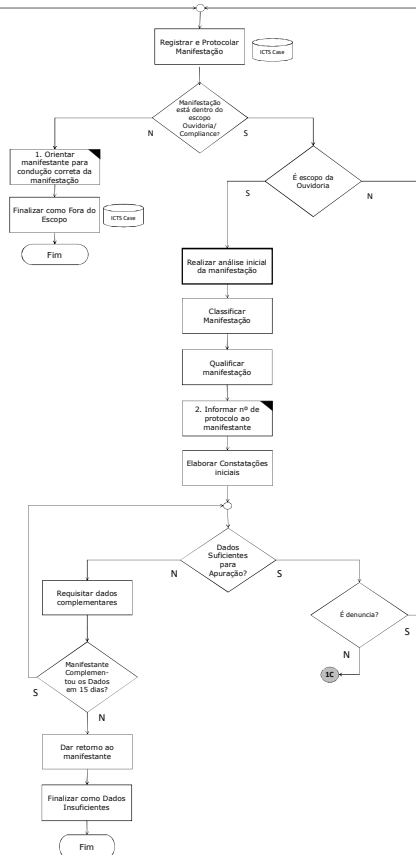 Registrar e Protocolar
Manifestação
ICTS Case
Manifestação
está dentro do
escopo
Ouvidoria/
Compliance?
N
S
1. Orientar
manifestante para
condução correta da
manifestação
É escopo da
Ouvidoria
S
N
Finalizar como Fora do
Escopo
ICTS Case
Fim
Realizar análise inicial
da manifestação
Classificar
Manifestação
Qualificar
manifestação
2. Informar nº de
protocolo ao
manifestante
Elaborar Constatações
iniciais
Dados
Suficientes
para
Apuração?
N
S
Requisitar dados
complementares
É denuncia?
S
N
1C
Manifestante
Complemen-
tou os Dados
em 15 dias?
S
N
Dar retorno ao
manifestante
Finalizar como Dados
Insuficientes
Fim